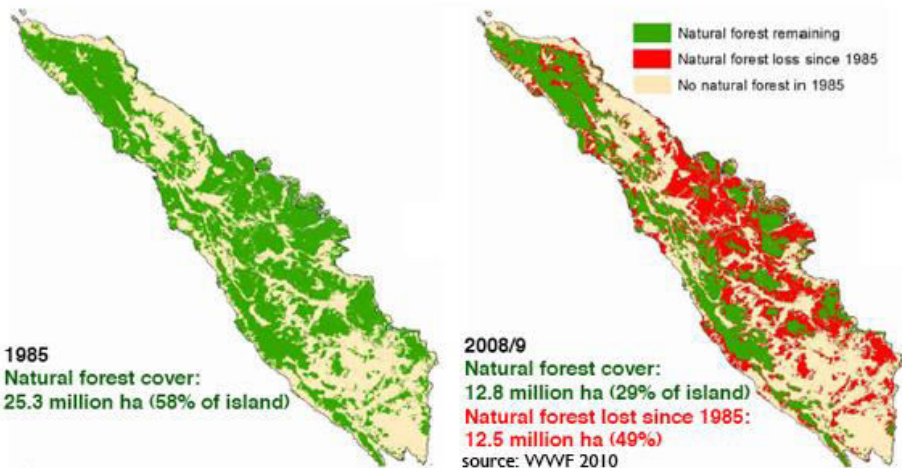 Natural forest remaining
Natural forest loss since 1985
No natural forest in 1985
1985
Natural forest cover:
25.3 million ha (58% of island)
2008/9
Natural forest cover:
12.8 million ha (29% of island)
Natural forest lost since 1985:
12.5 million ha (49%)
source: WWF 2010